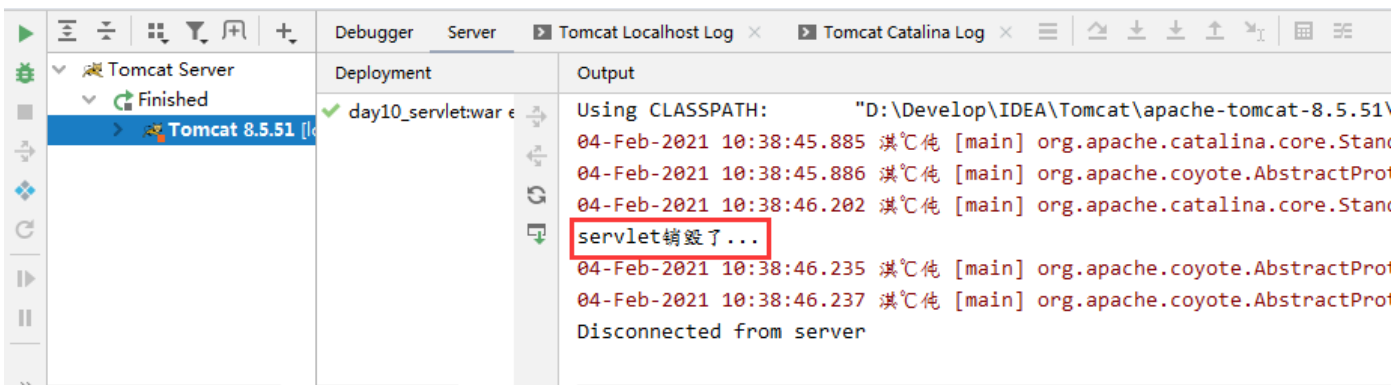 Debugger Server Tomcat Localhost Log Tomcat Catalina Log
Tomcat Server
Finished
Tomcat 8.5.51 [lo
Deployment
day10_servlet:war e
Output
Using CLASSPATH: "D:\Develop\IDEA\Tomcat\apache-tomcat-8.5.51\
04-Feb-2021 10:38:45.885 淇℃伅 [main] org.apache.catalina.core.Stand
04-Feb-2021 10:38:45.886 淇℃伅 [main] org.apache.coyote.AbstractProt
04-Feb-2021 10:38:46.202 淇℃伅 [main] org.apache.catalina.core.Stand
servlet销毁了...
04-Feb-2021 10:38:46.235 淇℃伅 [main] org.apache.coyote.AbstractProt
04-Feb-2021 10:38:46.237 淇℃伅 [main] org.apache.coyote.AbstractProt
Disconnected from server